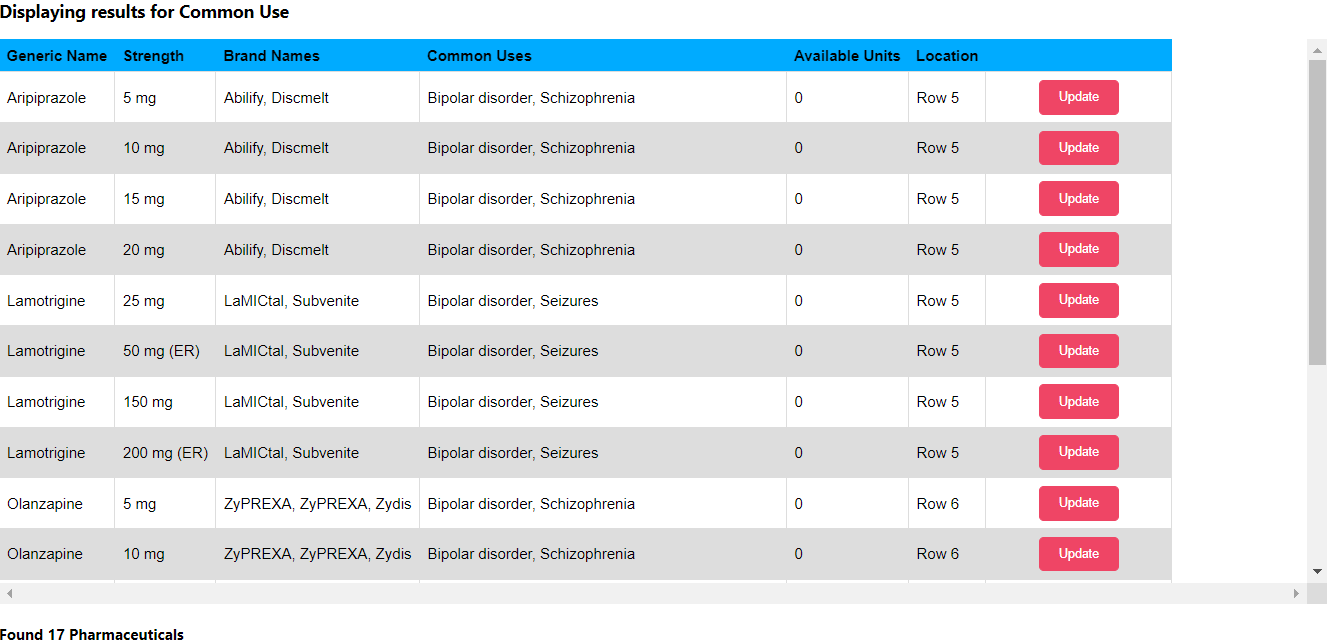 Displaying results for Common Use
Generic Name Strength Brand Names Common Uses Available Units Location
Aripiprazole 5 mg Abilify, Discmelt Bipolar disorder, Schizophrenia 0 Row 5 Update
Aripiprazole 10 mg Abilify, Discmelt Bipolar disorder, Schizophrenia 0 Row 5 Update
Aripiprazole 15 mg Abilify, Discmelt Bipolar disorder, Schizophrenia 0 Row 5 Update
Aripiprazole 20 mg Abilify, Discmelt Bipolar disorder, Schizophrenia 0 Row 5 Update
Lamotrigine 25 mg LaMICtal, Subvenite Bipolar disorder, Seizures 0 Row 5 Update
Lamotrigine 50 mg (ER) LaMICtal, Subvenite Bipolar disorder, Seizures 0 Row 5 Update
Lamotrigine 150 mg LaMICtal, Subvenite Bipolar disorder, Seizures 0 Row 5 Update
Lamotrigine 200 mg (ER) LaMICtal, Subvenite Bipolar disorder, Seizures 0 Row 5 Update
Olanzapine 5 mg ZyPREXA, ZyPREXA, Zydis Bipolar disorder, Schizophrenia 0 Row 6 Update
Olanzapine 10 mg ZyPREXA, ZyPREXA, Zydis Bipolar disorder, Schizophrenia 0 Row 6 Update
Found 17 Pharmaceuticals